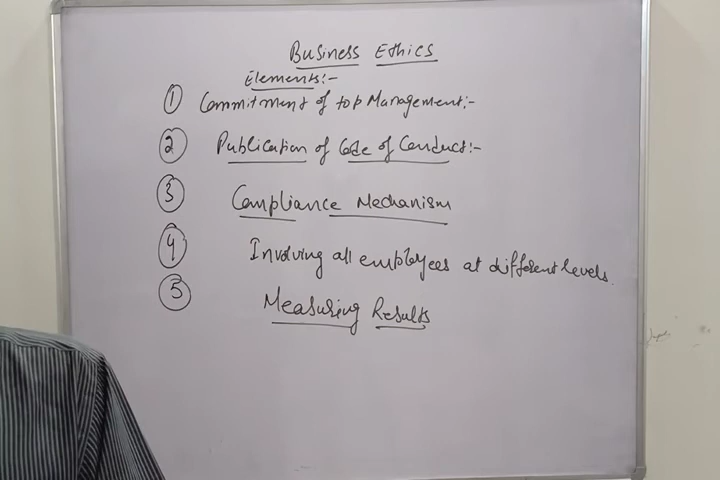 Business Ethics
Elements:-
① Commitment of top Management:-
② Publication of Code of Conduct:-
③ Compliance Mechanism
④ Involving all employees at different levels.
⑤ Measuring Results